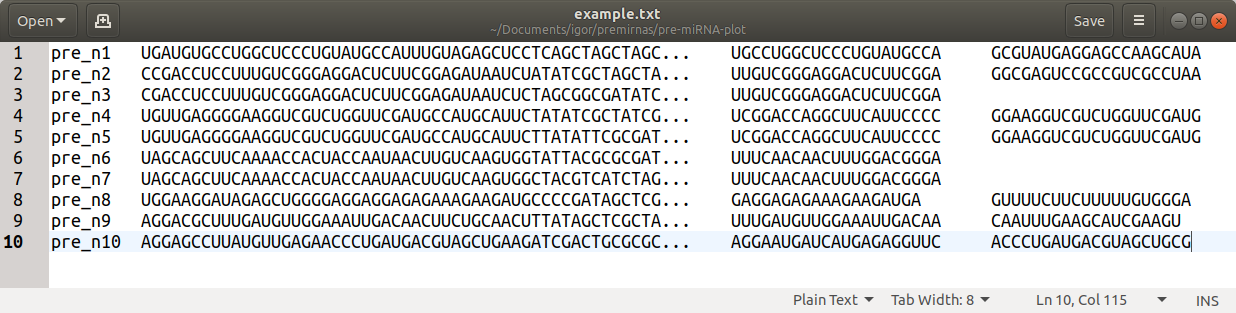 Open
example.txt
~/Documents/igor/premirnas/pre-miRNA-plot
Save
1 pre_n1 UGAUGUGCCUGGCUCCCUGUAUGCCAUUUGUAGAGCUCCTCAGCTAGCTAGC... UGCCUGGCUCCCUGUAUGCCA GCGUAUGAGGAGCCAAGCAUA
2 pre_n2 CCGACCUCCUUUGUCGGGAGGACUCUUCGGAGAUAAUCUATATCGCTAGCTA... UUGUCGGGAGGACUCUUCGGA GGCGAGUCCGCCGUCGCCUAA
3 pre_n3 CGACCUCCUUUGUCGGGAGGACUCUUCGGAGAUAAUCUCTAGCGGCGATATC... UUGUCGGGAGGACUCUUCGGA
4 pre_n4 UGUUGAGGGGAAGGUCGUCUGGUUCGAUGCCAUGCAUUCTATATCGCTATCG... UCGGACCAGGCUUCAUUCCCC GGAAGGUCGUCUGGUUCGAUG
5 pre_n5 UGUUGAGGGGAAGGUCGUCUGGUUCGAUGCCAUGCAUUCTTATATTCGCGAT... UCGGACCAGGCUUCAUUCCCC GGAAGGUCGUCUGGUUCGAUG
6 pre_n6 UAGCAGCUUCAAAACCACUACCAAUAACUUGUCAAGUGGTATTACGCGCGAT... UUUCAACAACUUUGGACGGGA
7 pre_n7 UAGCAGCUUCAAAACCACUACCAAUAACUUGUCAAGUGGCTACGTCATCTAG... UUUCAACAACUUUGGACGGGA
8 pre_n8 UGGAAGGAUAGAGCUGGGGAGGAGGAGAGAAAGAAGAUGCCCCGATAGCTCG... GAGGAGAGAAAGAAGAUGA GUUUUCUUCUUUUUGUGGGA
9 pre_n9 AGGACGCUUUGAUGUUGGAAAUUGACAACUUCUGCAACUTTATAGCTCGCTA... UUUGAUGUUGGAAAUUGACAA CAAUUUGAAGCAUCGAAGU
10 pre_n10 AGGAGCCUUAUGUUGAGAACCCUGAUGACGUAGCUGAAGATCGACTGCGCGC... AGGAAUGAUCAUGAGAGGUUC ACCCUGAUGACGUAGCUGCG
Plain Text Tab Width: 8 Ln 10, Col 115 INS